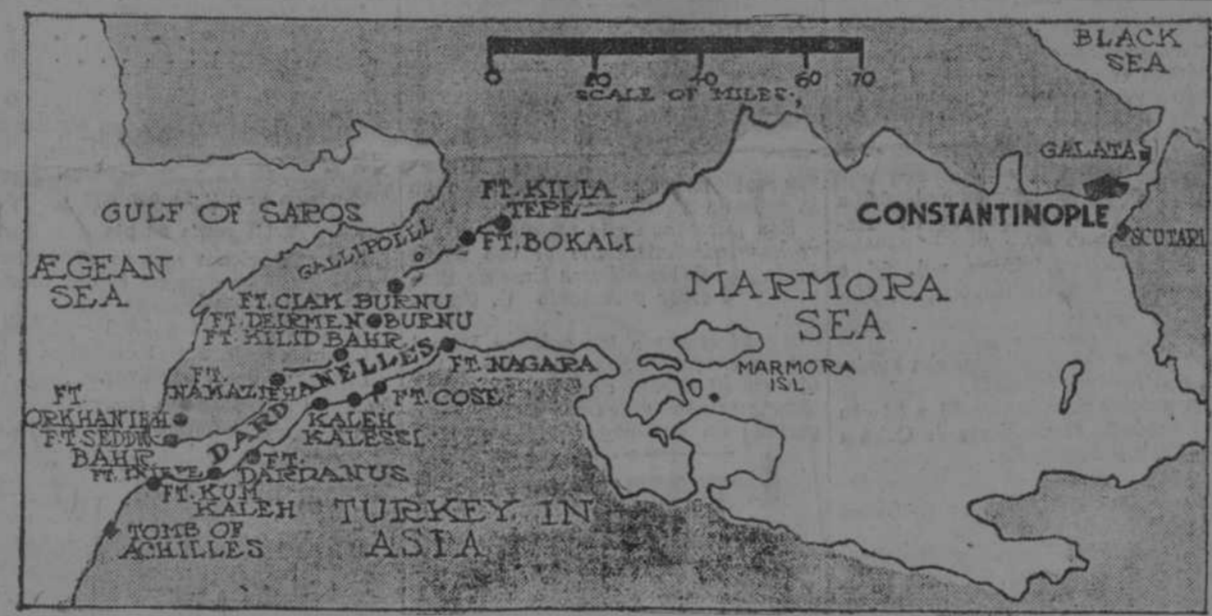 BLACK
SEA
0 20 40 60 70
SCALE OF MILES
GALATA
FT. KILIA
TEPE
GULF OF SAROS
CONSTANTINOPLE
FT. BOKALI
SCUTARI
GALLIPOLLI
ÆGEAN
SEA
MARMORA
SEA
FT. CIAM BURNU
FT. DEIRMEN BURNU
FT. KILID BAHR
DARDANELLES
FT. NAGARA
MARMORA
ISL
FT.
NAMAZIEH
FT. COSE
FT.
ORKHANIEH
KALEH
KALESSI
FT. SEDDIL
BAHR
FT.
DARDANUS
FT.
FT. KUM
KALEH
TURKEY IN
ASIA
TOMB OF
ACHILLES